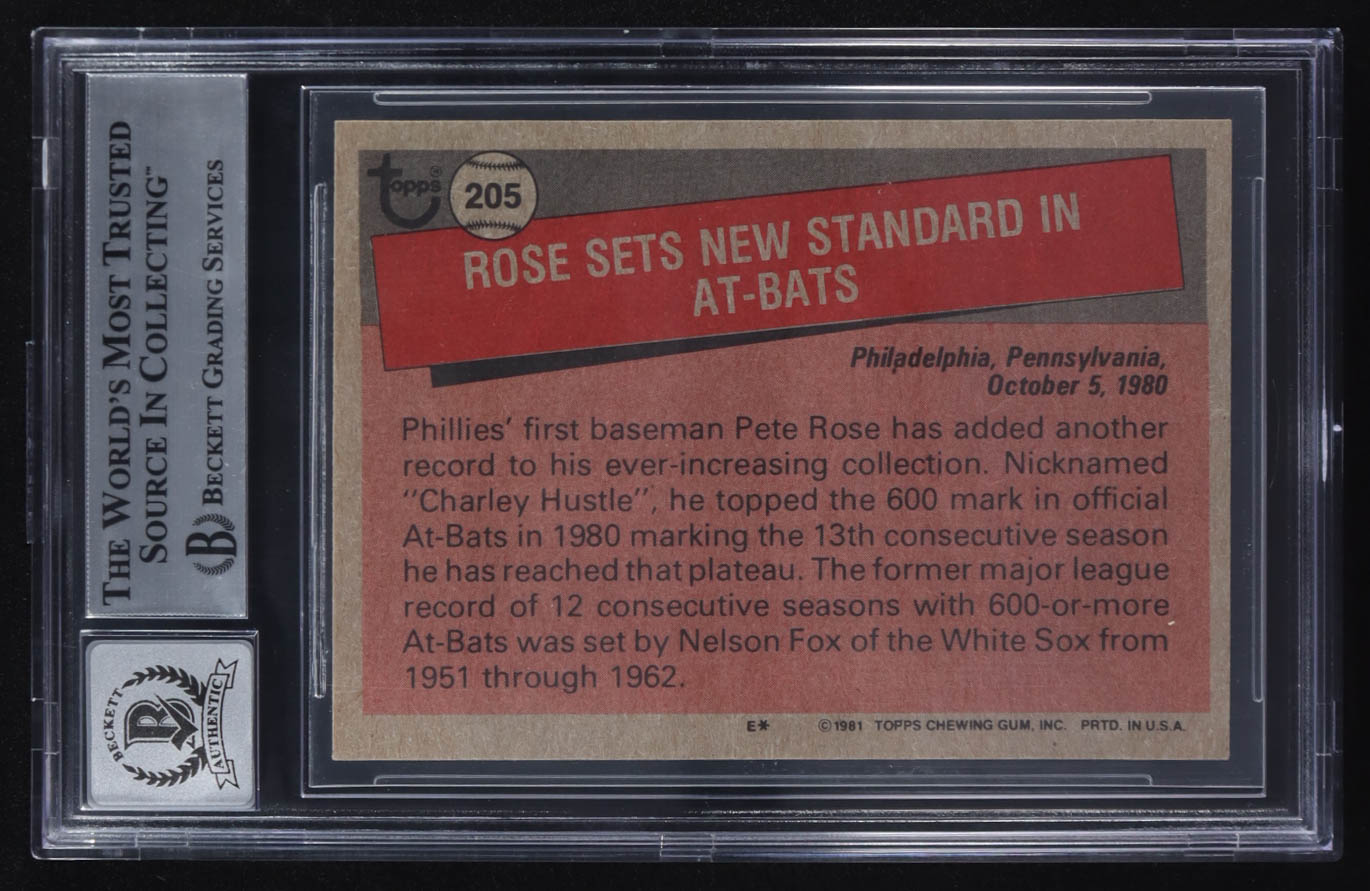 THE WORLD'S MOST TRUSTED
SOURCE IN COLLECTING™
B BECKETT GRADING SERVICES
BECKETT
B
AUTHENTIC
Topps®
205
ROSE SETS NEW STANDARD IN
AT-BATS
Philadelphia, Pennsylvania,
October 5, 1980
Phillies' first baseman Pete Rose has added another
record to his ever-increasing collection. Nicknamed
"Charley Hustle", he topped the 600 mark in official
At-Bats in 1980 marking the 13th consecutive season
he has reached that plateau. The former major league
record of 12 consecutive seasons with 600-or-more
At-Bats was set by Nelson Fox of the White Sox from
1951 through 1962.
E* ©1981 TOPPS CHEWING GUM, INC. PRTD. IN U.S.A.